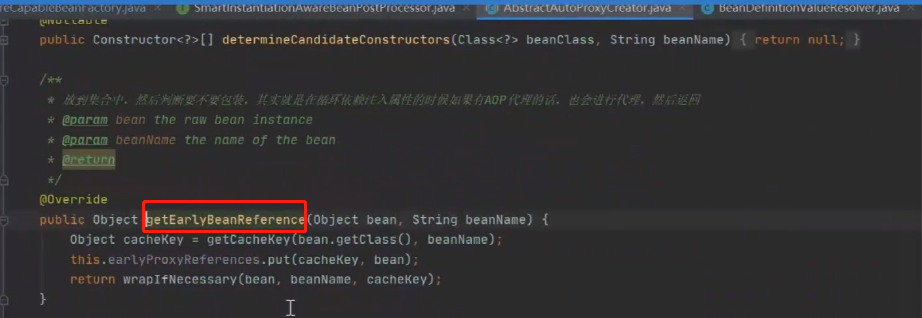 reCapableBeanFactory.java SmartInstantiationAwareBeanPostProcessor.java AbstractAutoProxyCreator.java BeanDefinitionValueResolver.java
@Nullable
public Constructor<?>[] determineCandidateConstructors(Class<?> beanClass, String beanName) { return null; }
/**
* 放到集合中，然后判断要不要包装，其实就是在循环依赖注入属性的时候如果有AOP代理的话，也会进行代理，然后返回
* @param bean the raw bean instance
* @param beanName the name of the bean
* @return
*/
@Override
public Object getEarlyBeanReference(Object bean, String beanName) {
Object cacheKey = getCacheKey(bean.getClass(), beanName);
this.earlyProxyReferences.put(cacheKey, bean);
return wrapIfNecessary(bean, beanName, cacheKey);
}